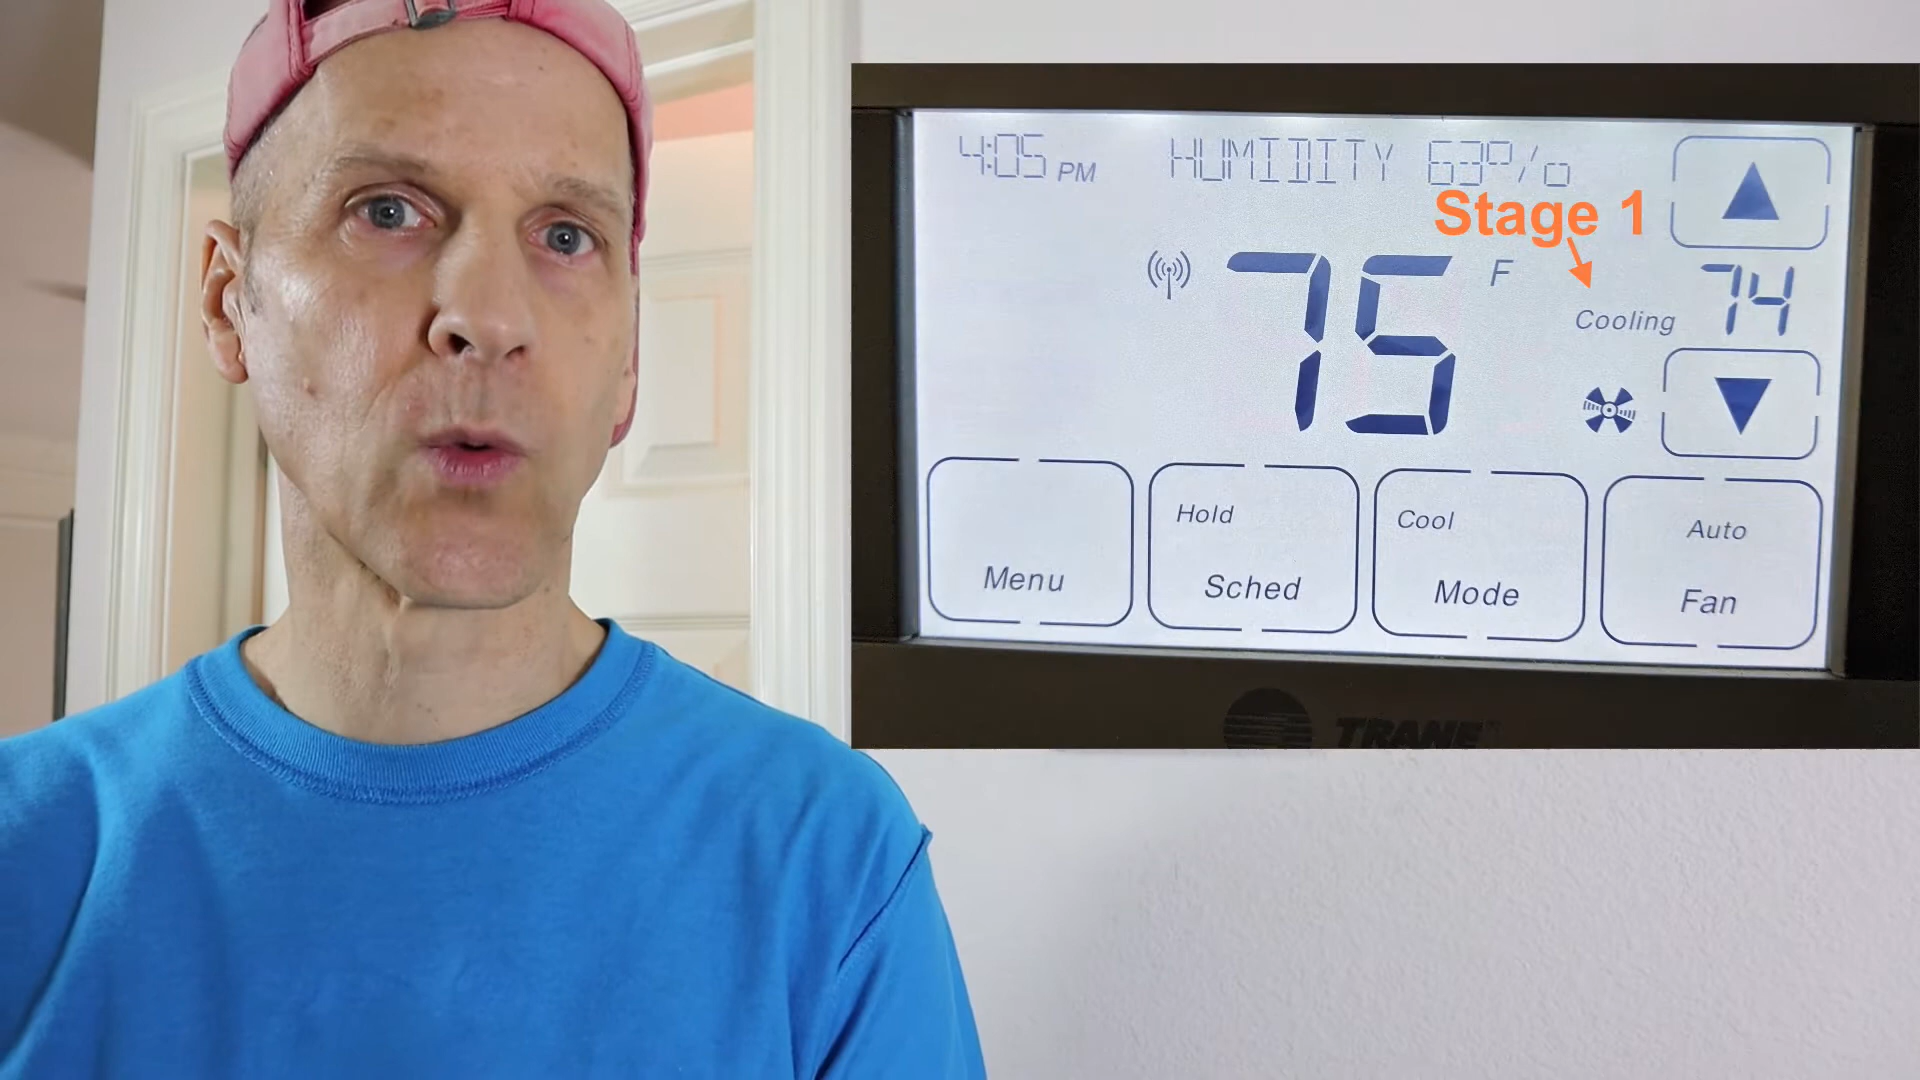 4:05 PM HUMIDITY 63%
Stage 1
75 F
Cooling 74
Hold Cool Auto
Menu Sched Mode Fan
TRANE